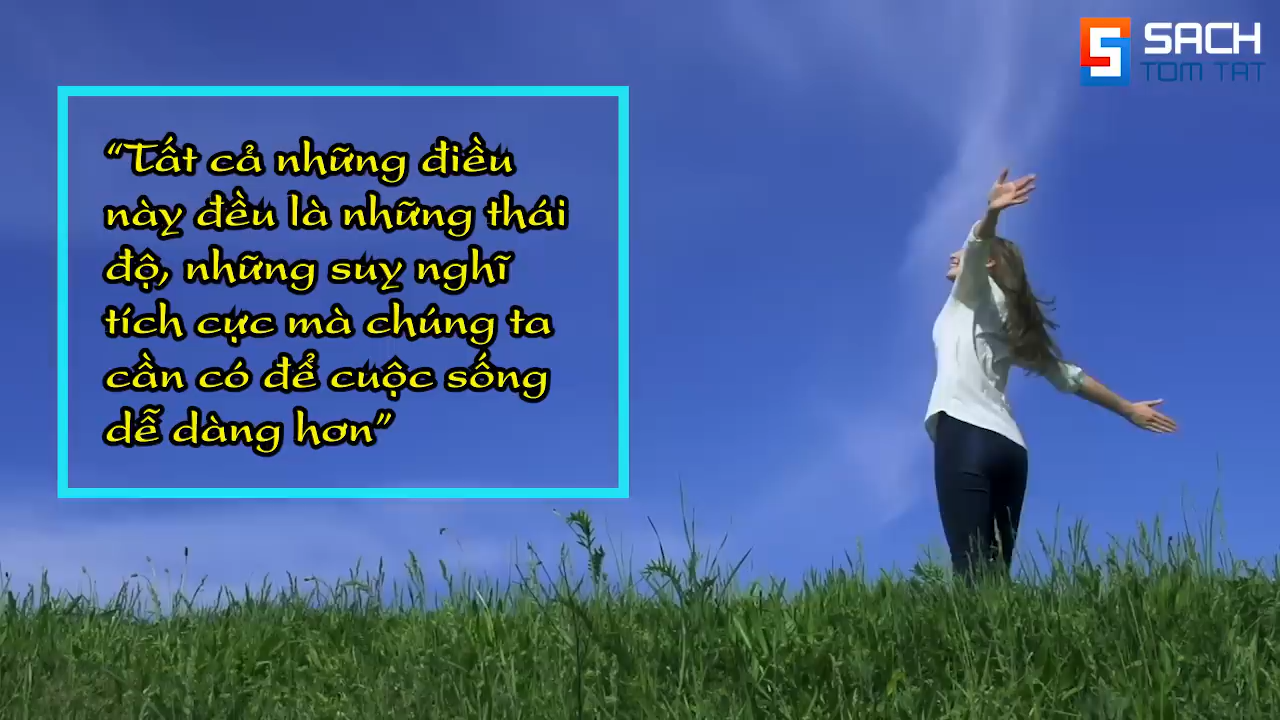 SACH
TOM TAT
“Tất cả những điều
này đều là những thái
độ, những suy nghĩ
tích cực mà chúng ta
cần có để cuộc sống
dễ dàng hơn”